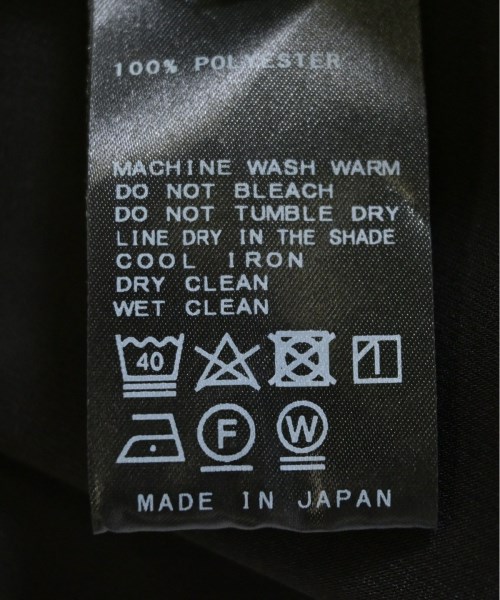 100% POLYESTER
MACHINE WASH WARM
DO NOT BLEACH
DO NOT TUMBLE DRY
LINE DRY IN THE SHADE
COOL IRON
DRY CLEAN
WET CLEAN
40
F W
MADE IN JAPAN